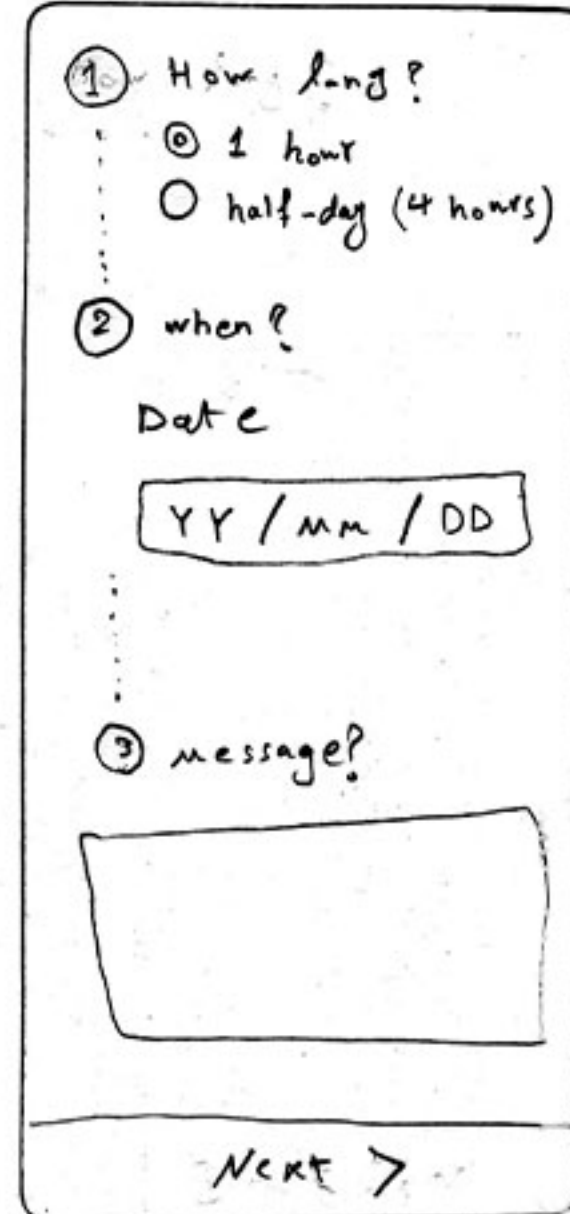 1 How long?
1 hour
half-day (4 hours)
2 when?
Date
YY / MM / DD
3 message?
Next >